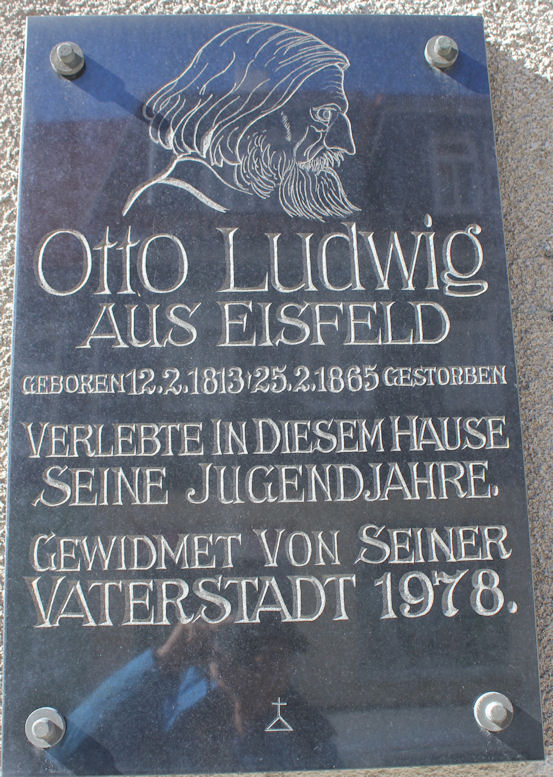 Otto Ludwig
AUS EISFELD
GEBOREN 12.2.1813/25.2.1865 GESTORBEN
VERLEBTE IN DIESEM HAUSE
SEINE JUGENDJAHRE.
GEWIDMET VON SEINER
VATERSTADT 1978.